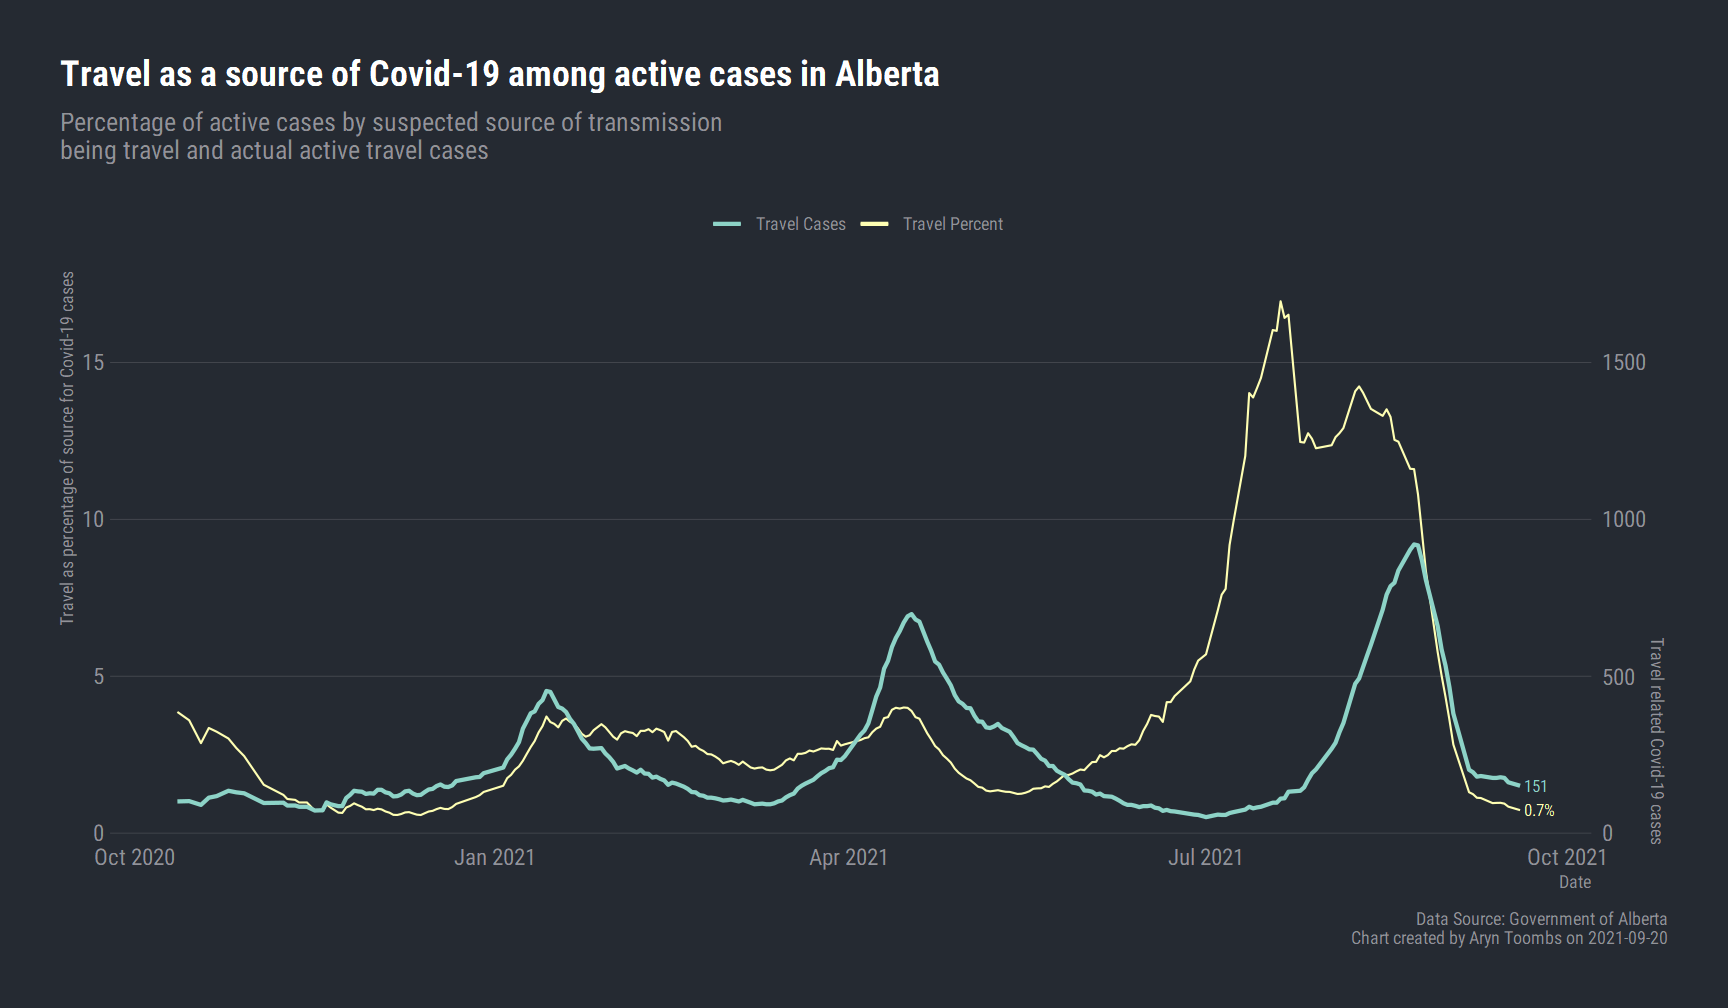 Travel as a source of Covid-19 among active cases in Alberta
Percentage of active cases by suspected source of transmission
being travel and actual active travel cases
Travel Cases
Travel Percent
Travel as percentage of source for Covid-19 cases
15
10
5
0
1500
1000
500
0
Travel related Covid-19 cases
151
0.7%
Oct 2020
Jan 2021
Apr 2021
Jul 2021
Oct 2021
Date
Data Source: Government of Alberta
Chart created by Aryn Toombs on 2021-09-20